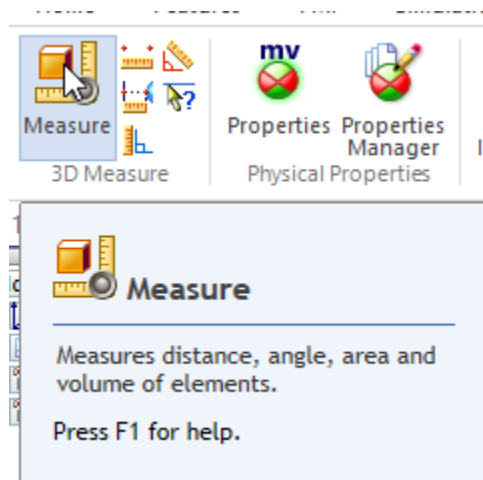 mv
Measure
Properties
Properties
Manager
3D Measure
Physical Properties
Measure
Measures distance, angle, area and
volume of elements.
Press F1 for help.